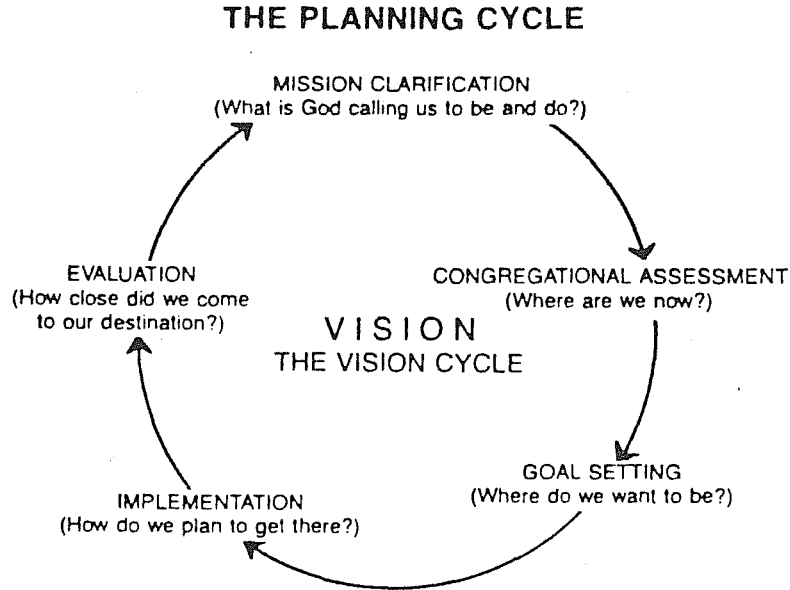 THE PLANNING CYCLE
MISSION CLARIFICATION
(What is God calling us to be and do?)
CONGREGATIONAL ASSESSMENT
(Where are we now?)
GOAL SETTING
(Where do we want to be?)
IMPLEMENTATION
(How do we plan to get there?)
EVALUATION
(How close did we come
to our destination?)
VISION
THE VISION CYCLE